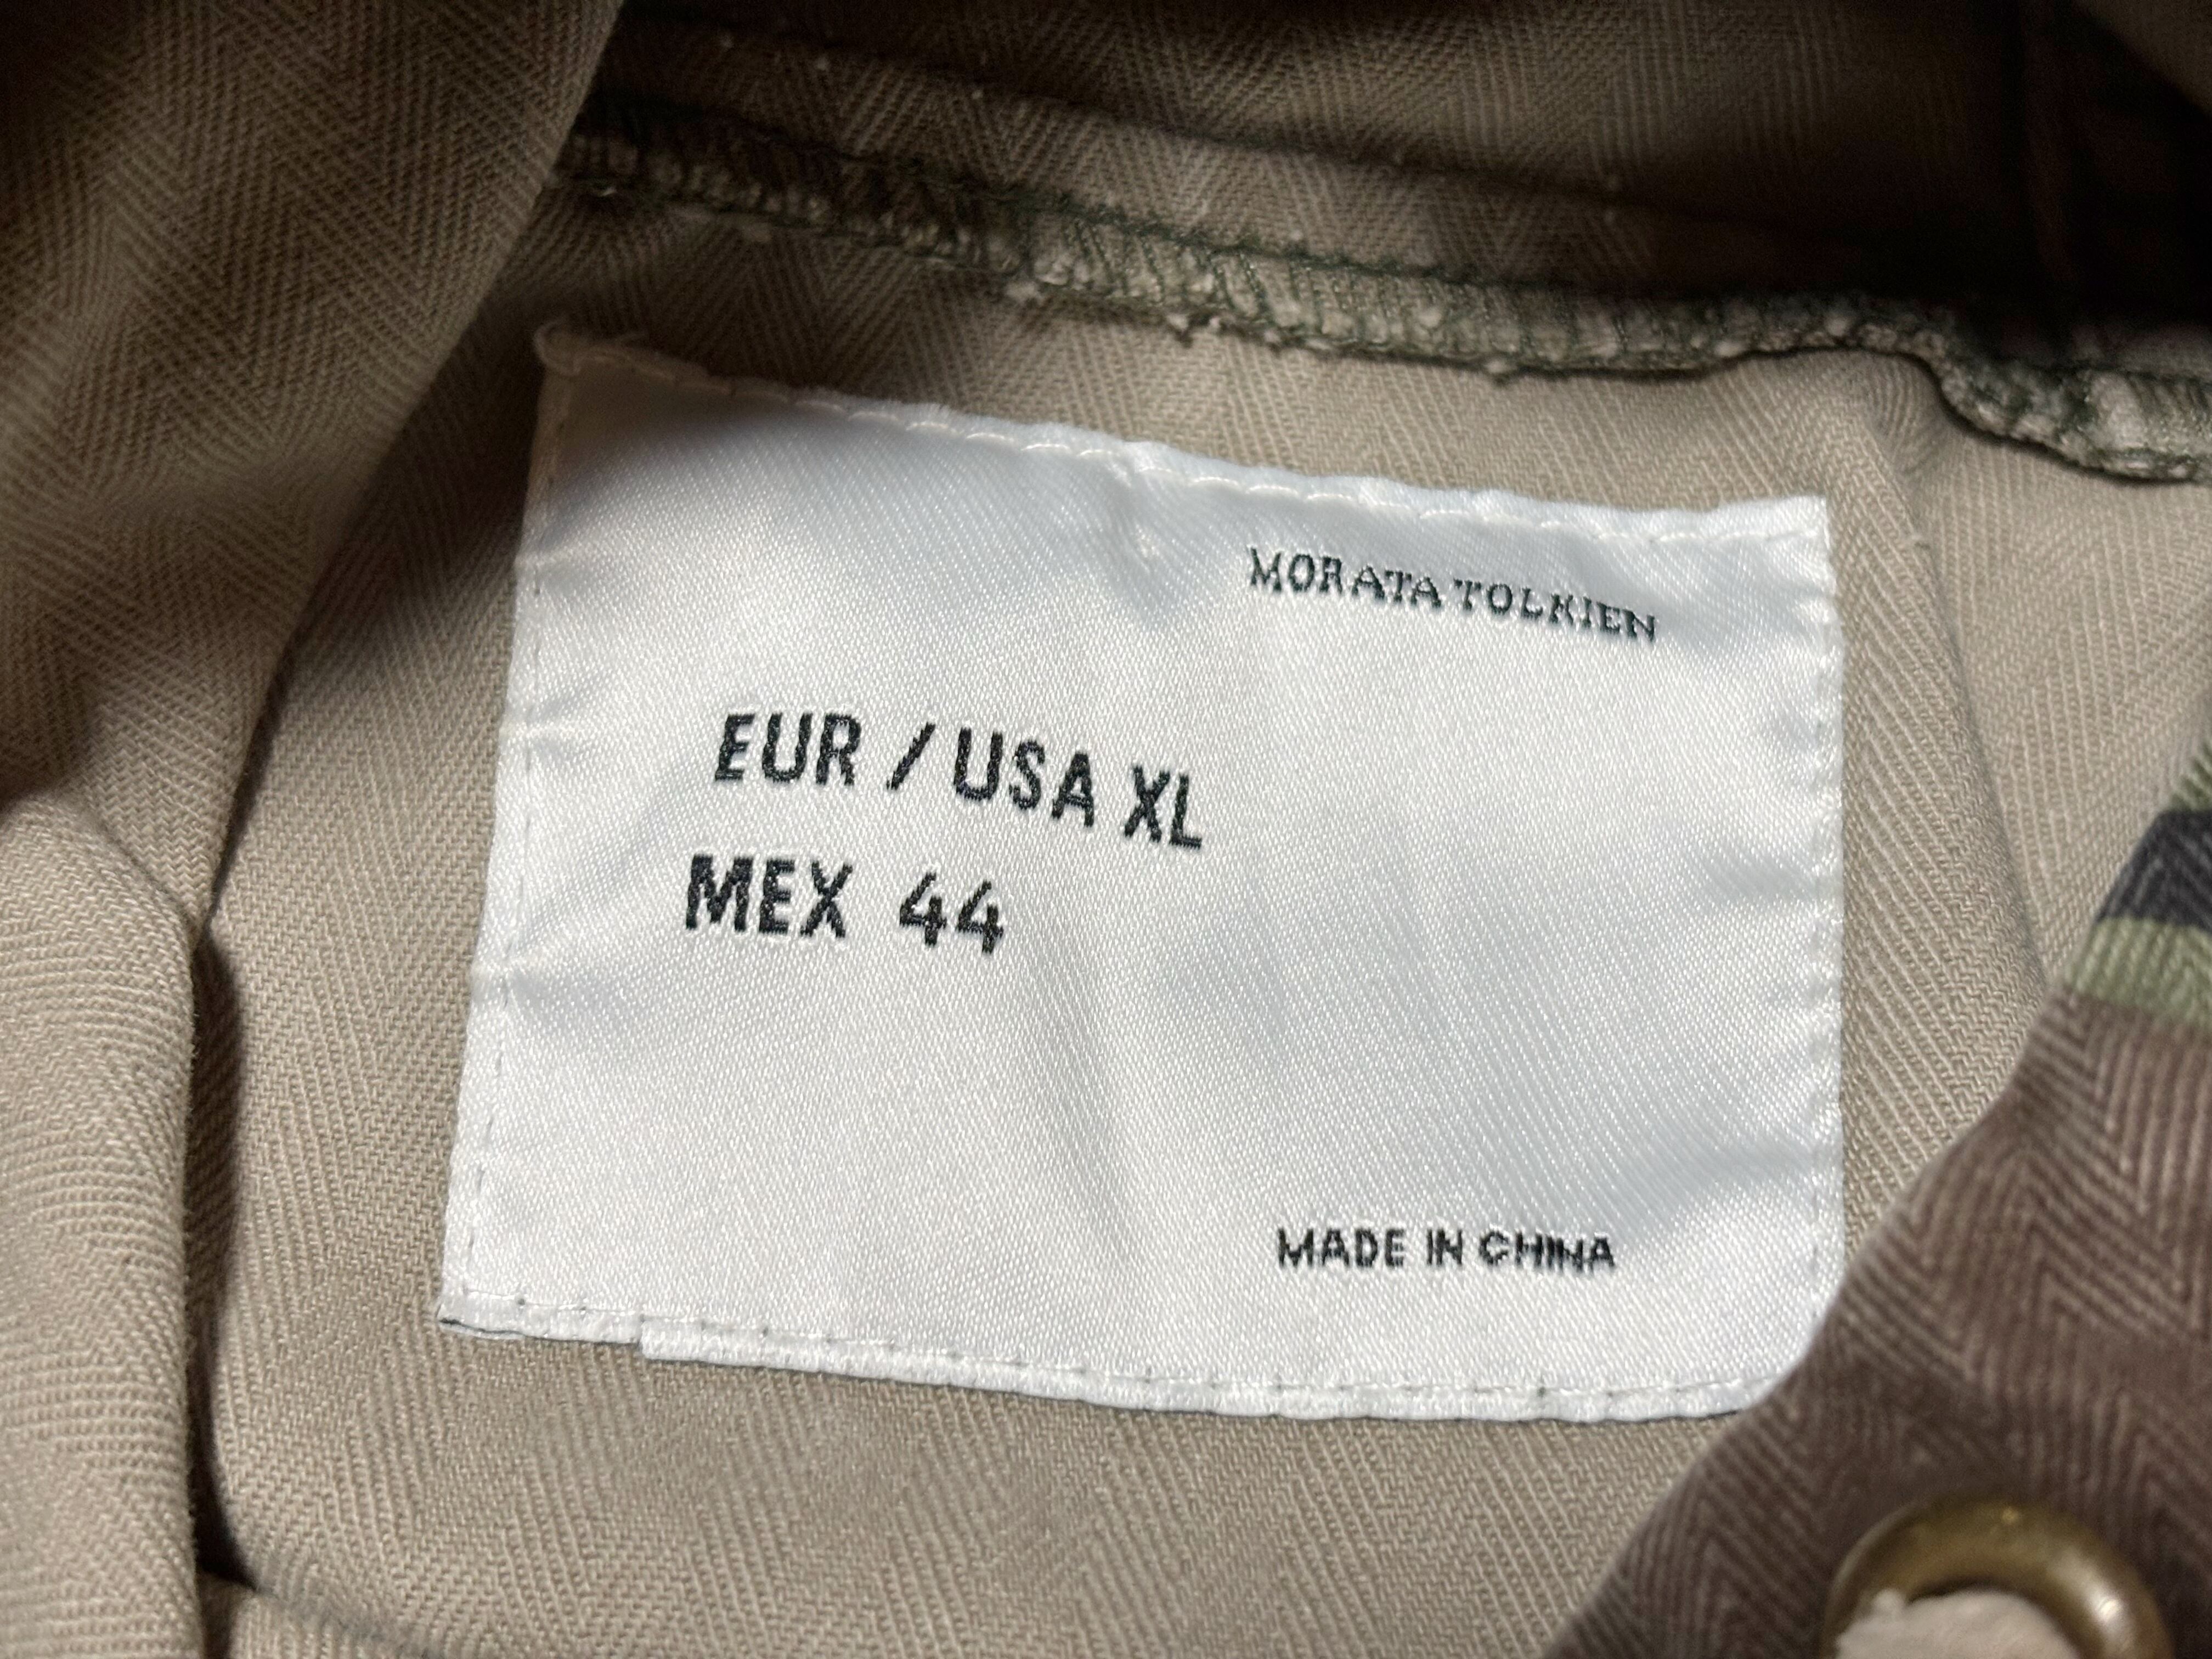 MORATA TOLKIEN
EUR / USA XL
MEX 44
MADE IN CHINA